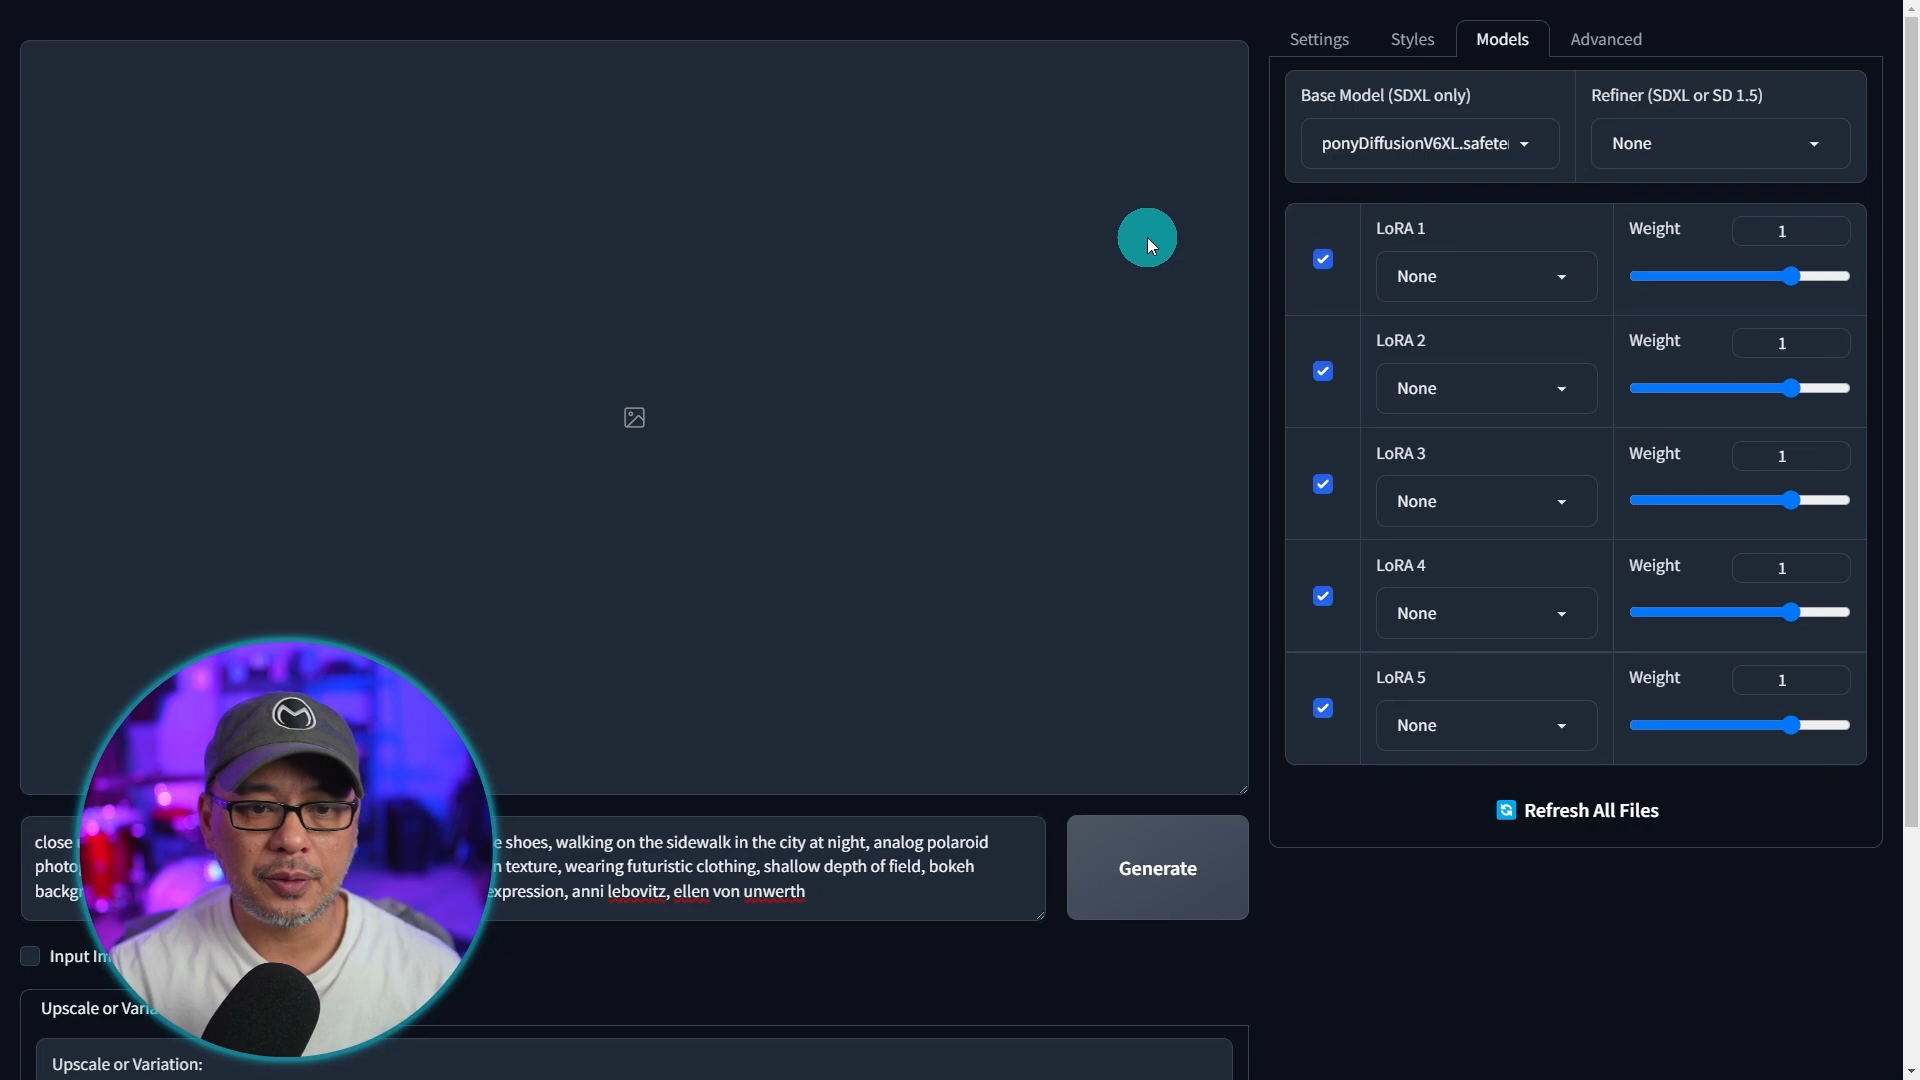 Settings
Styles
Models
Advanced
Base Model (SDXL only)
Refiner (SDXL or SD 1.5)
ponyDiffusionV6XL.safete
None
LoRA 1
Weight
1
None
LoRA 2
Weight
1
None
LoRA 3
Weight
1
None
LoRA 4
Weight
1
None
LoRA 5
Weight
1
None
Refresh All Files
close shoes, walking on the sidewalk in the city at night, analog polaroid
texture, wearing futuristic clothing, shallow depth of field, bokeh
expression, anni lebovitz, ellen von unwerth
Generate
Input
Upscale or
Upscale or Variation: